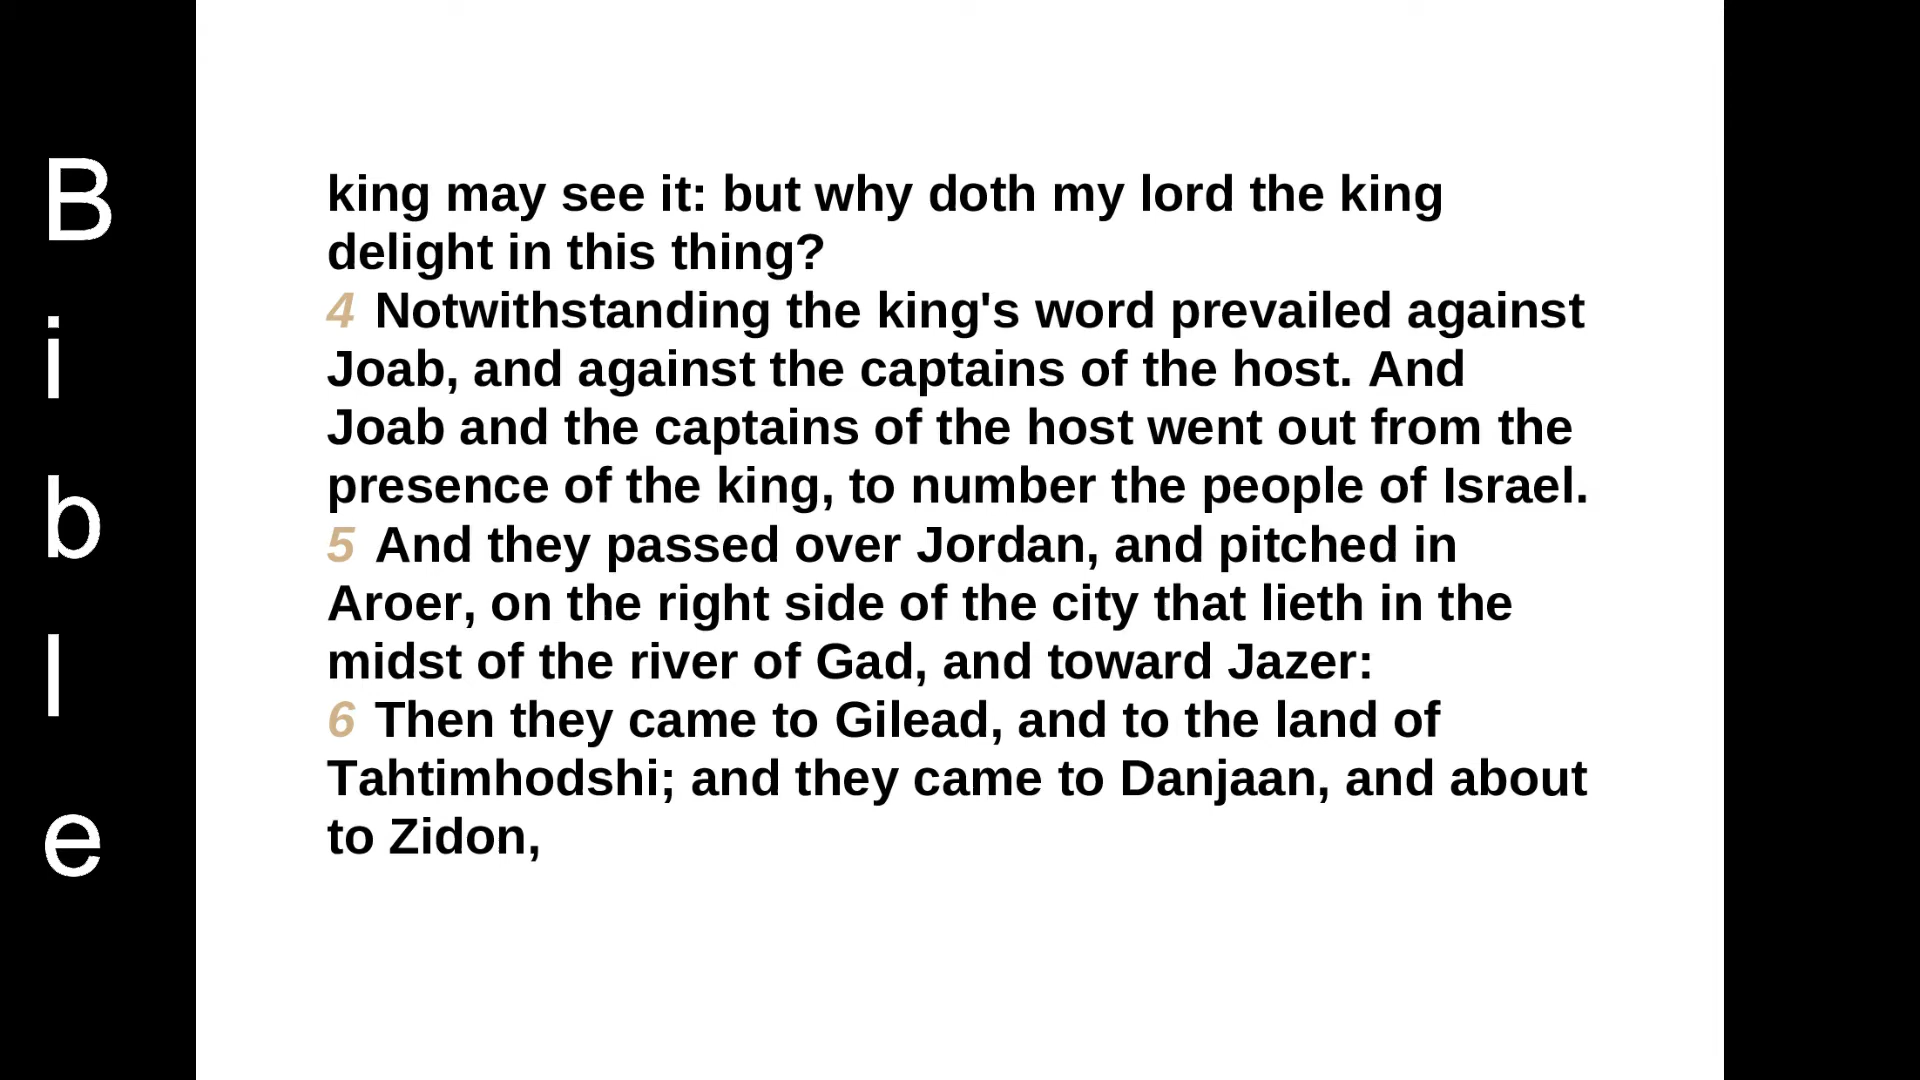 Bible
king may see it: but why doth my lord the king
delight in this thing?
4 Notwithstanding the king's word prevailed against
Joab, and against the captains of the host. And
Joab and the captains of the host went out from the
presence of the king, to number the people of Israel.
5 And they passed over Jordan, and pitched in
Aroer, on the right side of the city that lieth in the
midst of the river of Gad, and toward Jazer:
6 Then they came to Gilead, and to the land of
Tahtimhodshi; and they came to Danjaan, and about
to Zidon,